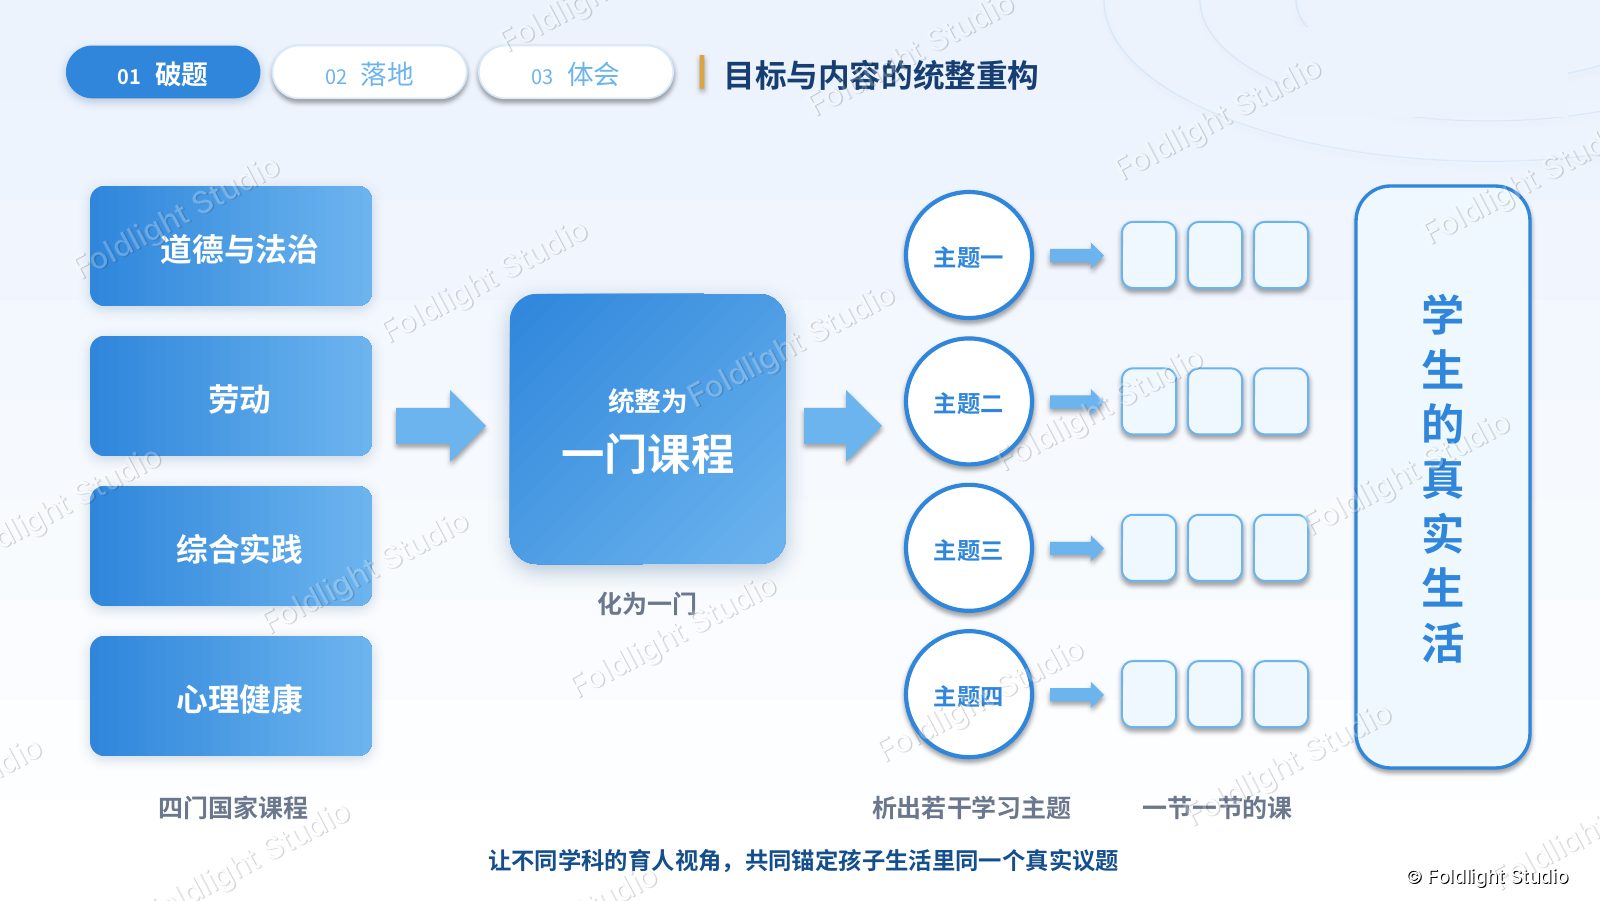 01 破题
02 落地
03 体会
目标与内容的统整重构
道德与法治
劳动
综合实践
心理健康
四门国家课程
统整为
一门课程
化为一门
主题一
主题二
主题三
主题四
析出若干学习主题
一节一节的课
学生的真实生活
让不同学科的育人视角，共同锚定孩子生活里同一个真实议题
Foldlight Studio
© Foldlight Studio